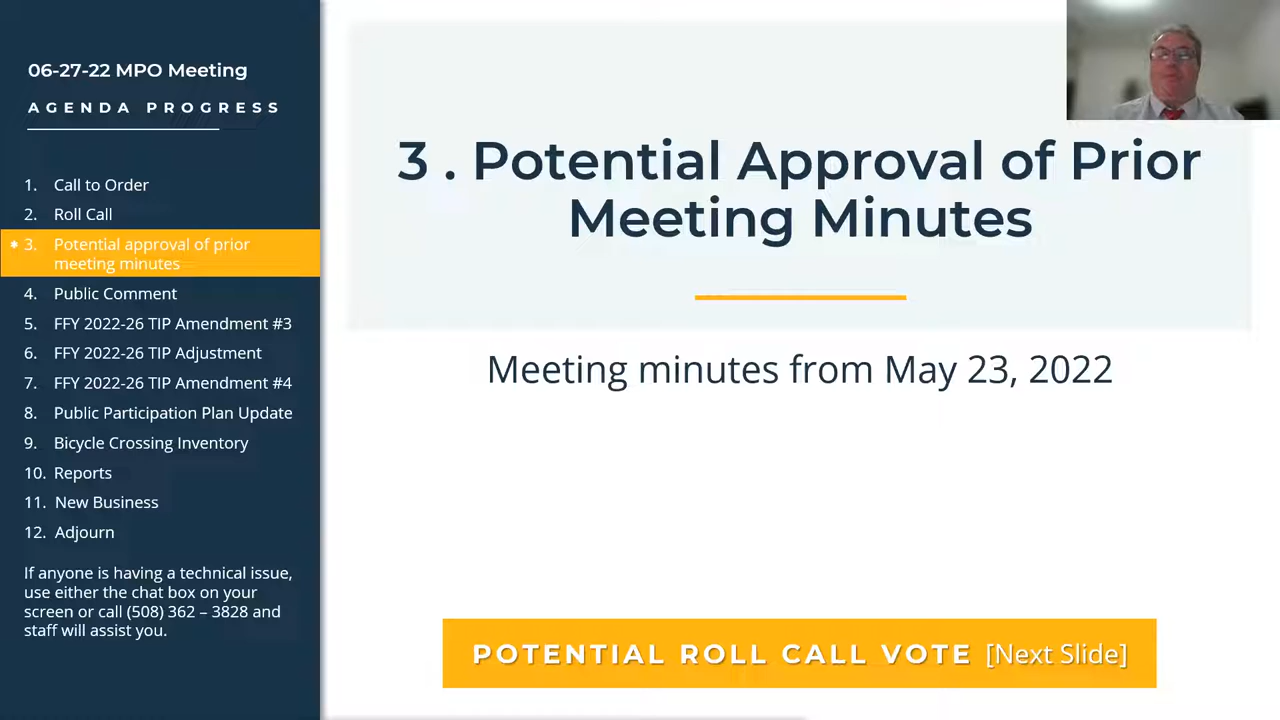 06-27-22 MPO Meeting
AGENDA PROGRESS
1. Call to Order
2. Roll Call
* 3. Potential approval of prior
meeting minutes
4. Public Comment
5. FFY 2022-26 TIP Amendment #3
6. FFY 2022-26 TIP Adjustment
7. FFY 2022-26 TIP Amendment #4
8. Public Participation Plan Update
9. Bicycle Crossing Inventory
10. Reports
11. New Business
12. Adjourn
If anyone is having a technical issue,
use either the chat box on your
screen or call (508) 362 – 3828 and
staff will assist you.
3 . Potential Approval of Prior
Meeting Minutes
Meeting minutes from May 23, 2022
POTENTIAL ROLL CALL VOTE [Next Slide]